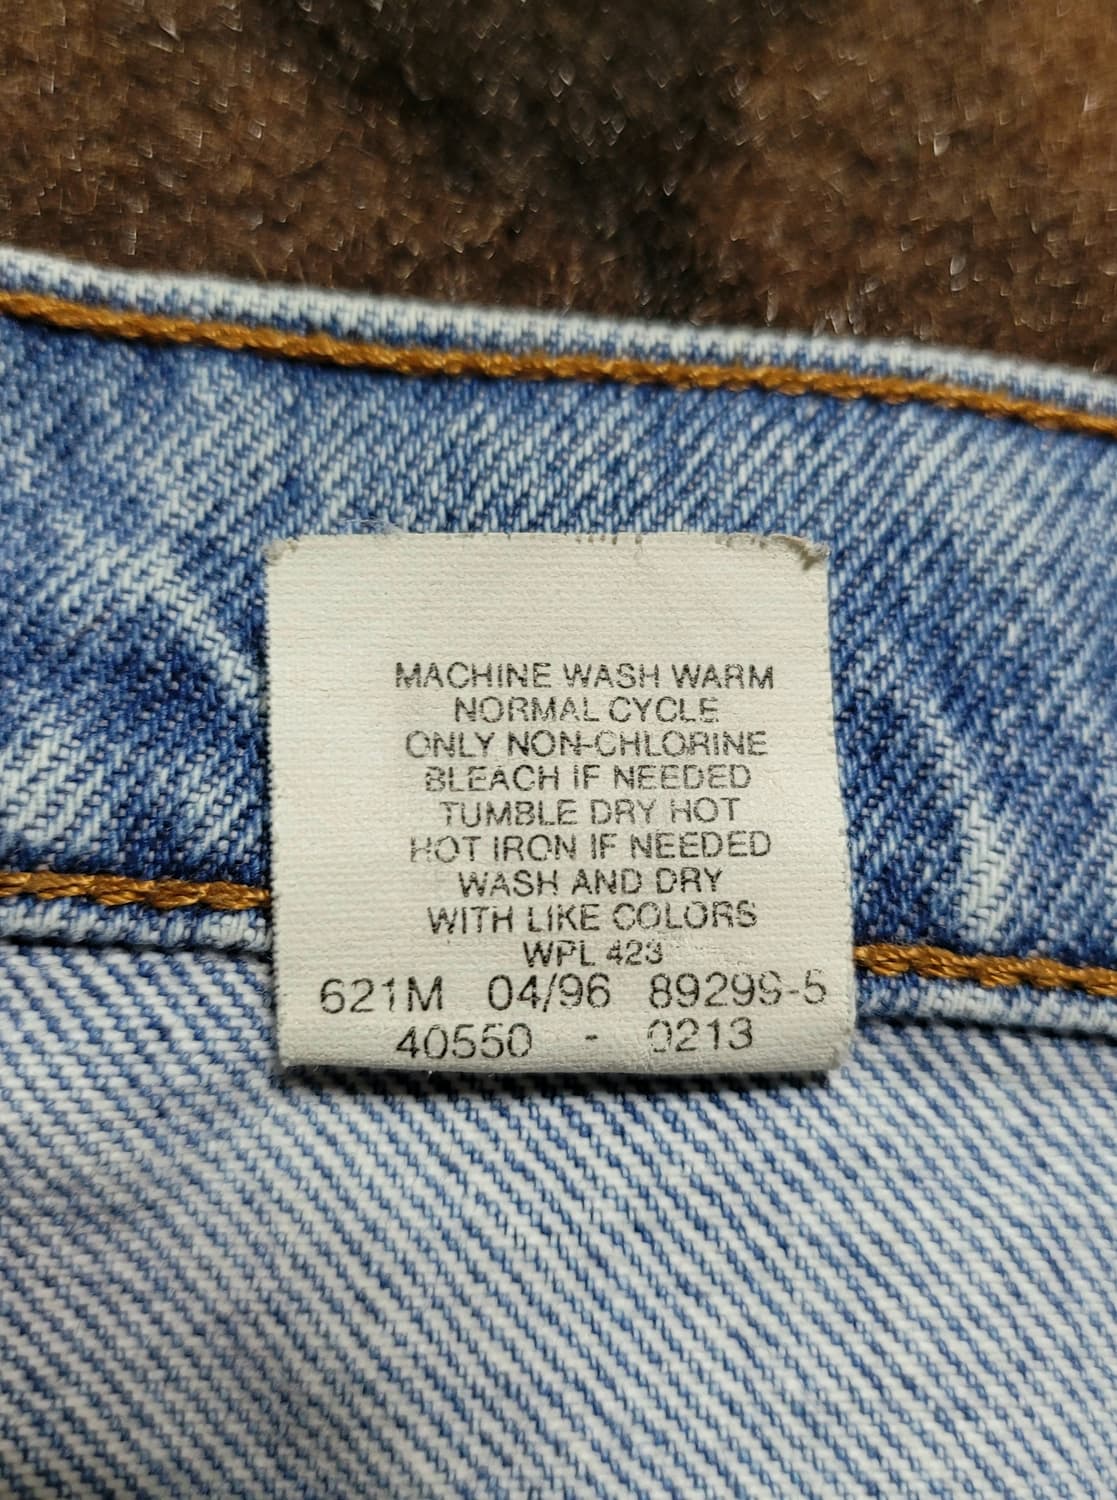 MACHINE WASH WARM
NORMAL CYCLE
ONLY NON-CHLORINE
BLEACH IF NEEDED
TUMBLE DRY HOT
HOT IRON IF NEEDED
WASH AND DRY
WITH LIKE COLORS
WPL 423
621M 04/96 89299-5
40550 - 0213